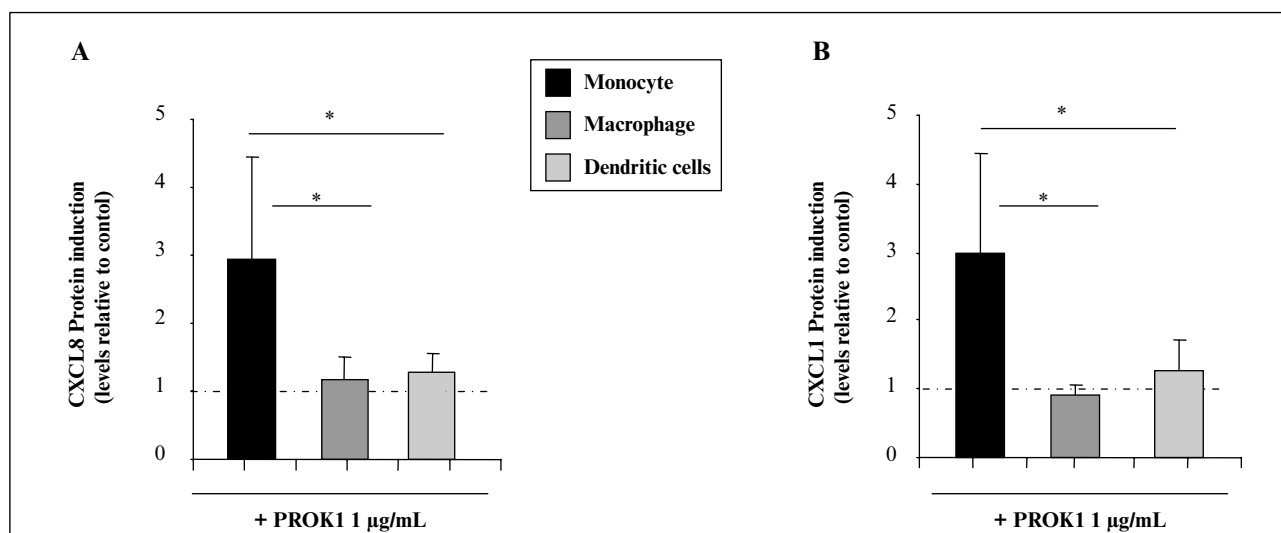 A
CXCL8 Protein induction
(levels relative to contol)
5
*
4
*
3
2
1
0
+ PROK1 1 µg/mL
Monocyte
Macrophage
Dendritic cells
B
CXCL1 Protein induction
(levels relative to contol)
5
*
4
*
3
2
1
0
+ PROK1 1 µg/mL